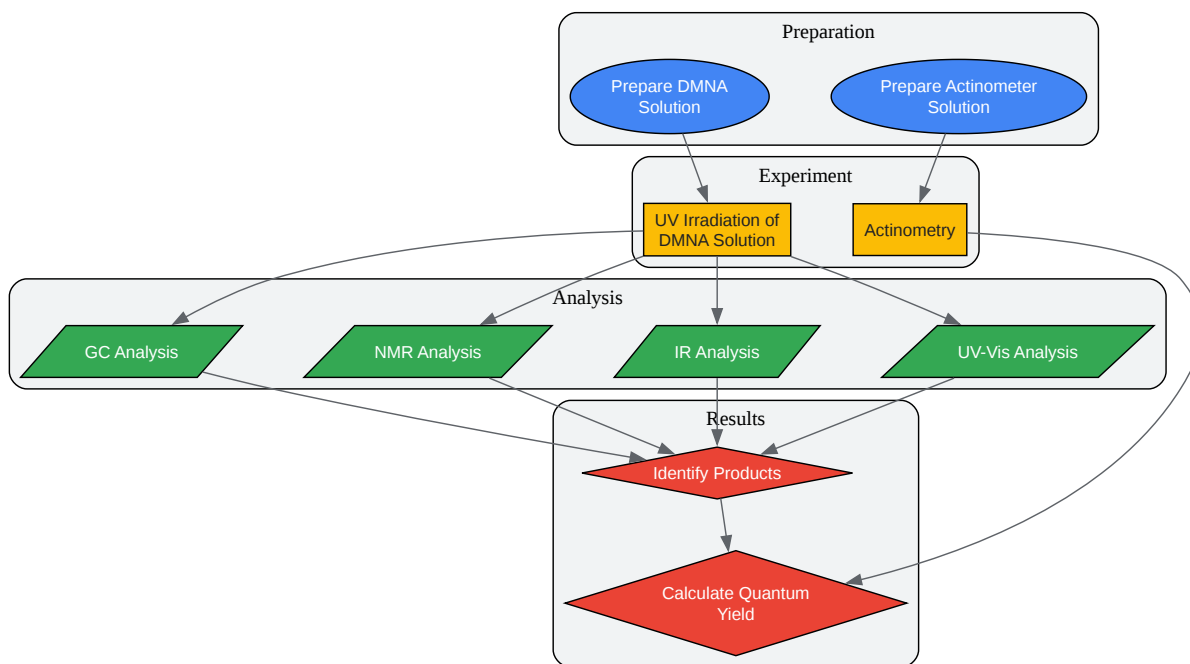 Preparation
Prepare DMNA
Solution
Prepare Actinometer
Solution
Experiment
UV Irradiation of
DMNA Solution
Actinometry
Analysis
GC Analysis
NMR Analysis
IR Analysis
UV-Vis Analysis
Results
Identify Products
Calculate Quantum
Yield